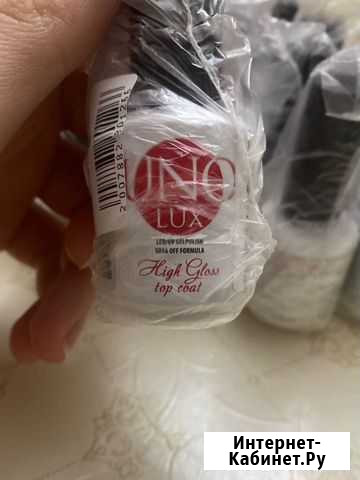 UNO
LUX
LED/UV GEL POLISH
SOAK OFF FORMULA
High Gloss
top coat
Интернет-
Кабинет.Ру